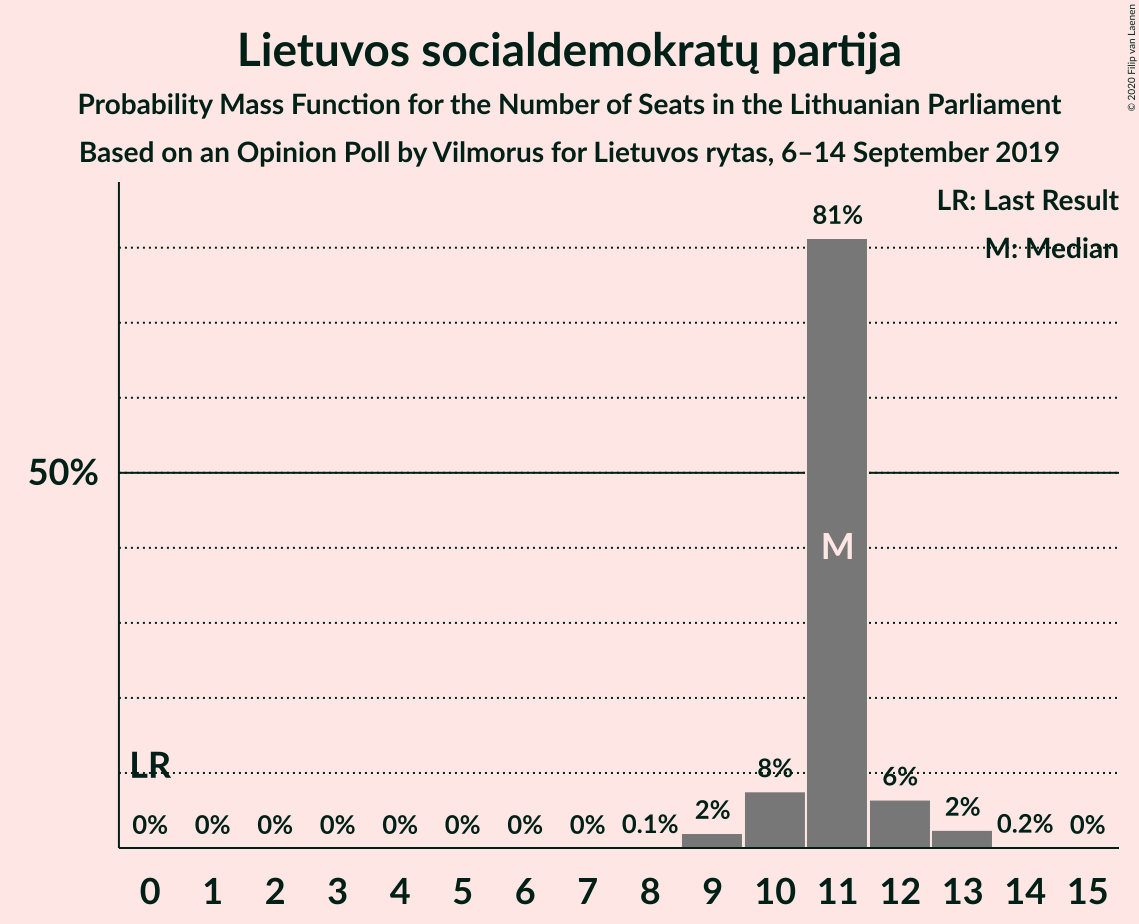 Lietuvos socialdemokratų partija
Probability Mass Function for the Number of Seats in the Lithuanian Parliament
Based on an Opinion Poll by Vilmorus for Lietuvos rytas, 6–14 September 2019
© 2020 Filip van Laenen
LR: Last Result
M: Median
81%
50%
M
LR
8%
6%
0% 0% 0% 0% 0% 0% 0% 0% 0.1% 2% 2% 0.2% 0%
0 1 2 3 4 5 6 7 8 9 10 11 12 13 14 15